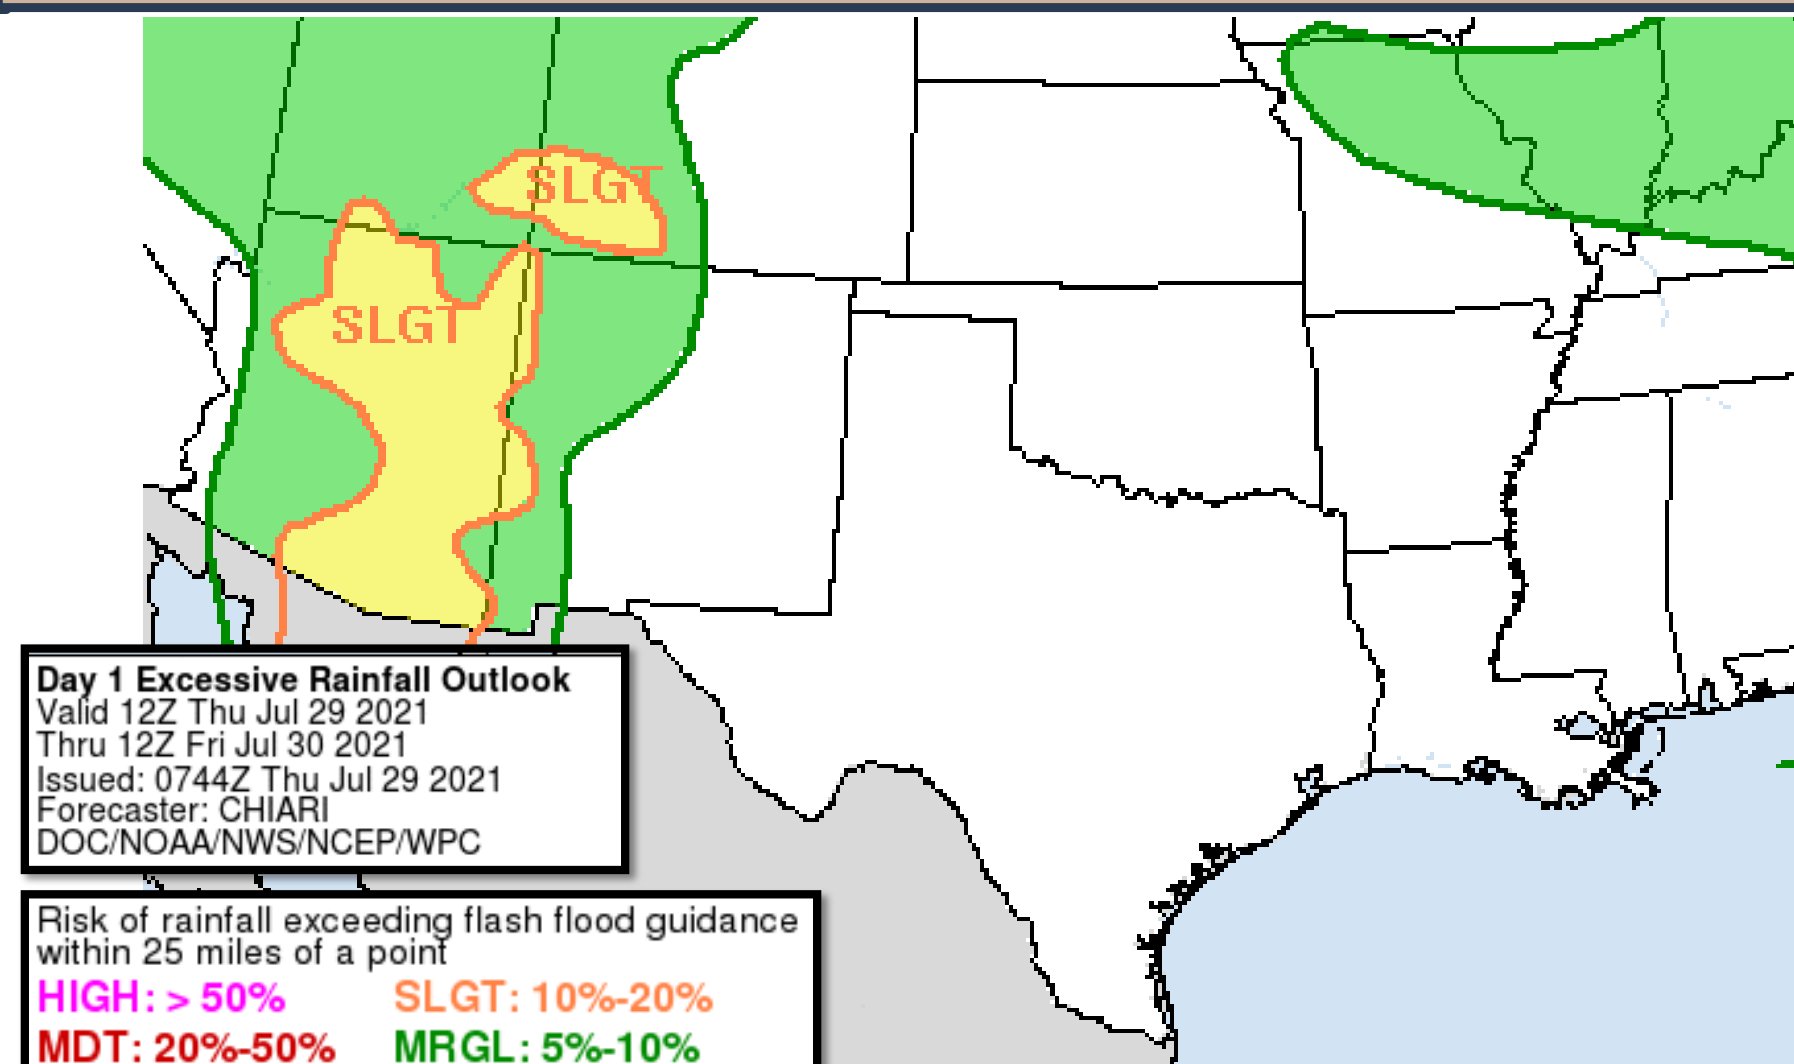 SLGT
SLGT
Day 1 Excessive Rainfall Outlook
Valid 12Z Thu Jul 29 2021
Thru 12Z Fri Jul 30 2021
Issued: 0744Z Thu Jul 29 2021
Forecaster: CHIARI
DOC/NOAA/NWS/NCEP/WPC
Risk of rainfall exceeding flash flood guidance
within 25 miles of a point
HIGH: > 50% SLGT: 10%-20%
MDT: 20%-50% MRGL: 5%-10%